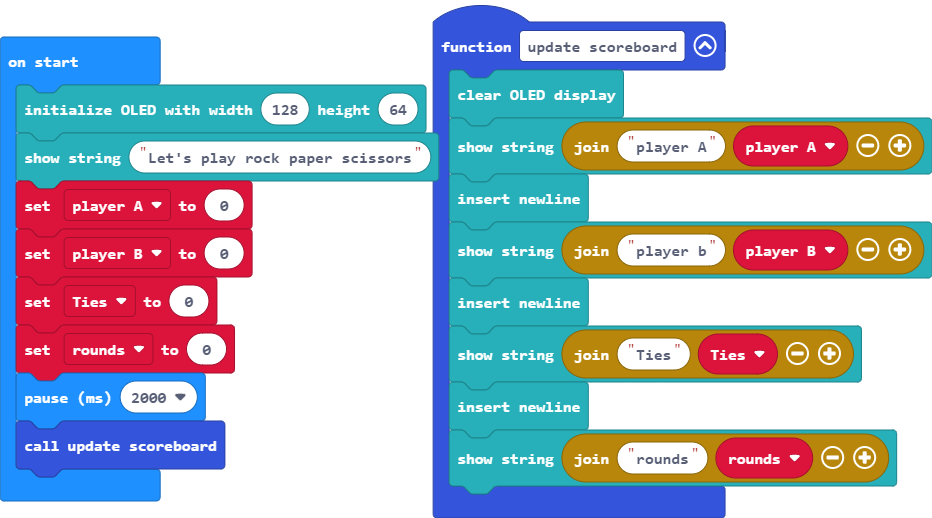 on start
initialize OLED with width 128 height 64
show string "Let's play rock paper scissors"
set player A to 0
set player B to 0
set Ties to 0
set rounds to 0
pause (ms) 2000
call update scoreboard
function update scoreboard
clear OLED display
show string join "player A" player A
insert newline
show string join "player b" player B
insert newline
show string join "Ties" Ties
insert newline
show string join "rounds" rounds